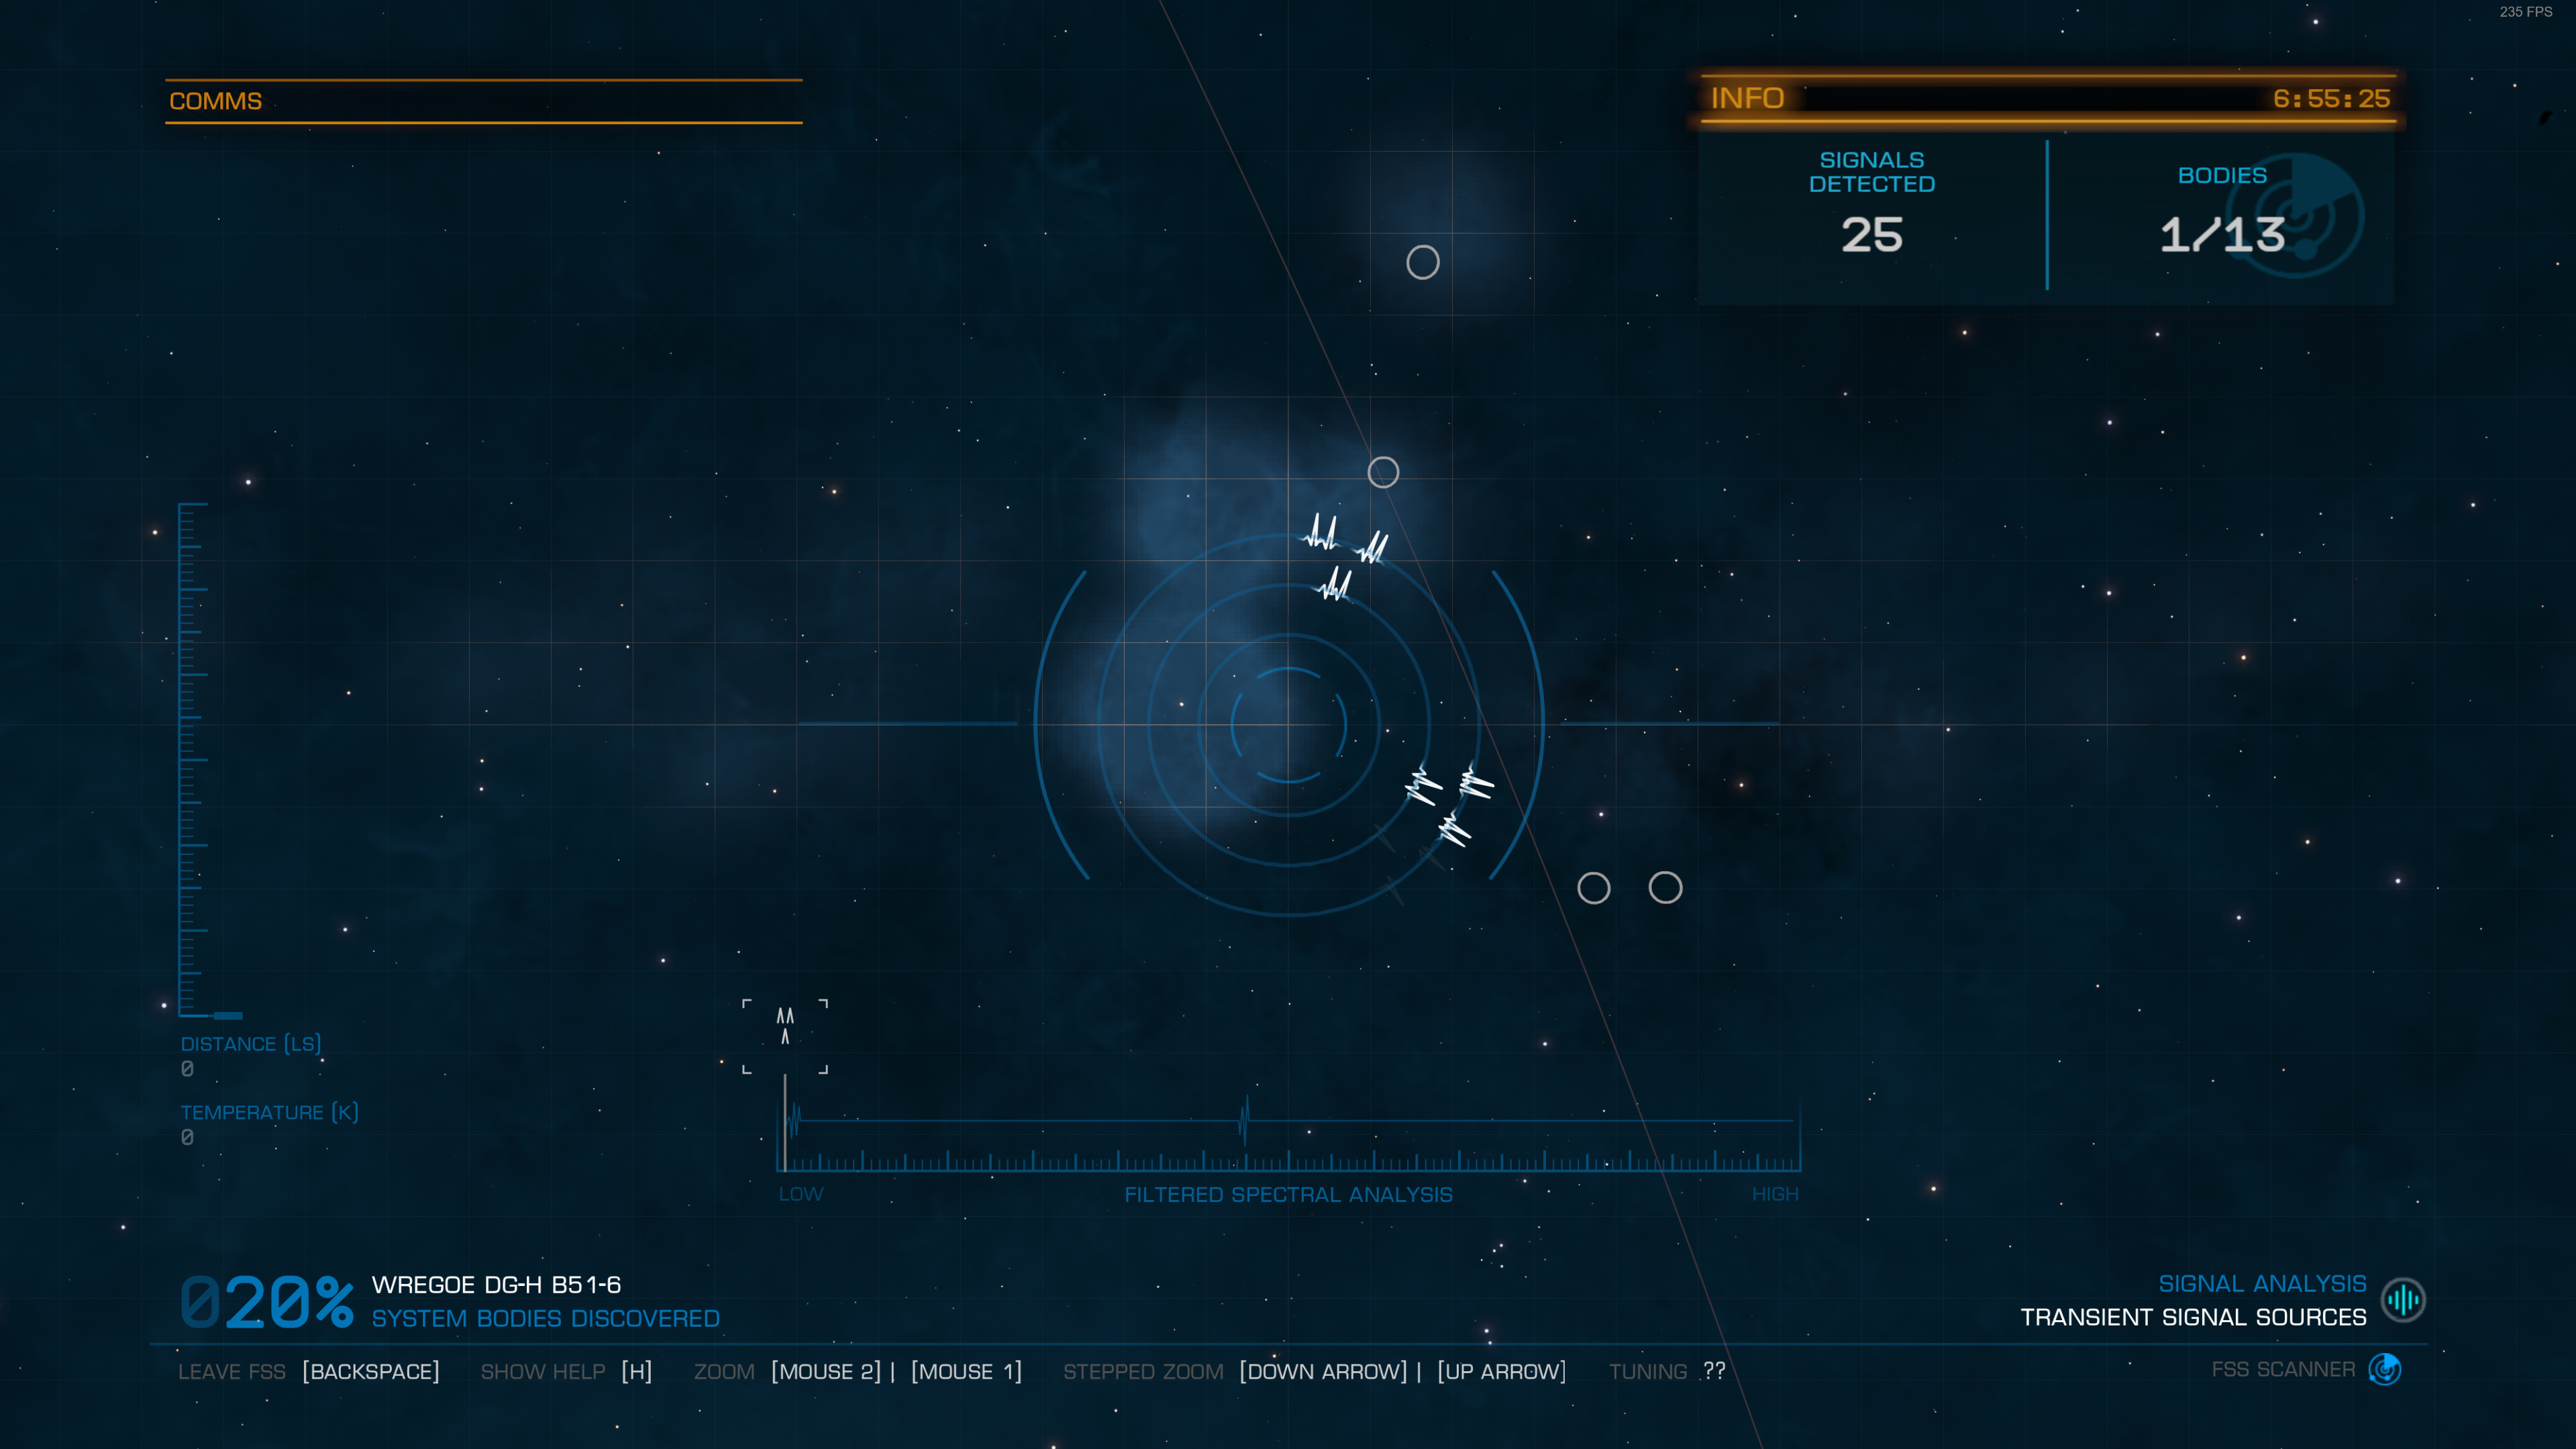 235 FPS
COMMS
INFO 6:55:25
SIGNALS
DETECTED
25
BODIES
1/13
DISTANCE (LS)
0
TEMPERATURE (K)
0
LOW FILTERED SPECTRAL ANALYSIS HIGH
020% WREGOE DG-H B51-6
SYSTEM BODIES DISCOVERED
SIGNAL ANALYSIS
TRANSIENT SIGNAL SOURCES
LEAVE FSS [BACKSPACE] SHOW HELP [H] ZOOM [MOUSE 2] | [MOUSE 1] STEPPED ZOOM [DOWN ARROW] | [UP ARROW] TUNING ??
FSS SCANNER